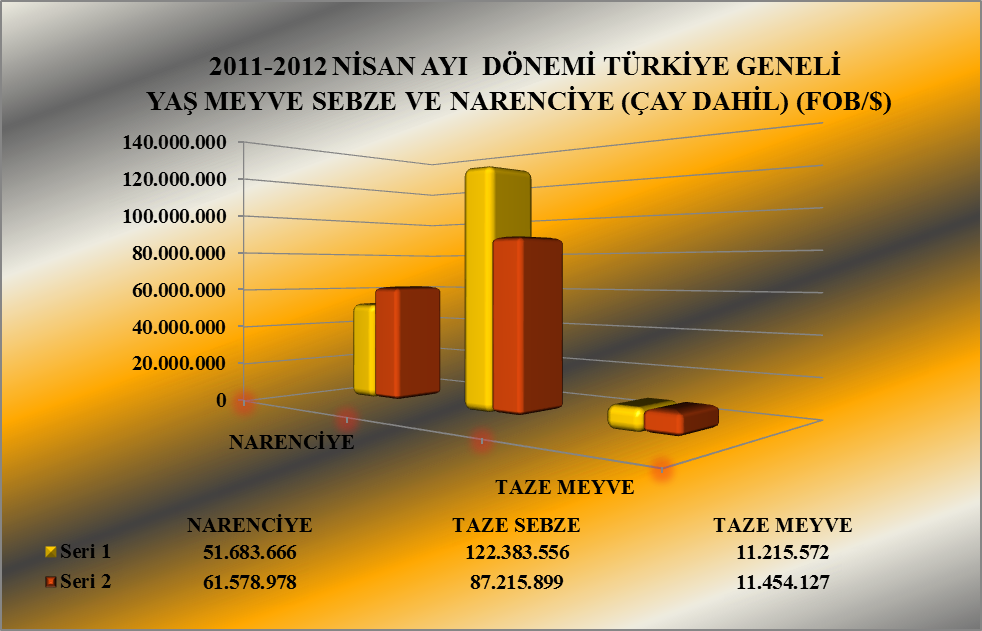 2011-2012 NİSAN AYI DÖNEMİ TÜRKİYE GENELİ
YAŞ MEYVE SEBZE VE NARENCİYE (ÇAY DAHİL) (FOB/$)
140.000.000
120.000.000
100.000.000
80.000.000
60.000.000
40.000.000
20.000.000
0
NARENCİYE
TAZE MEYVE
NARENCİYE TAZE SEBZE TAZE MEYVE
Seri 1 51.683.666 122.383.556 11.215.572
Seri 2 61.578.978 87.215.899 11.454.127